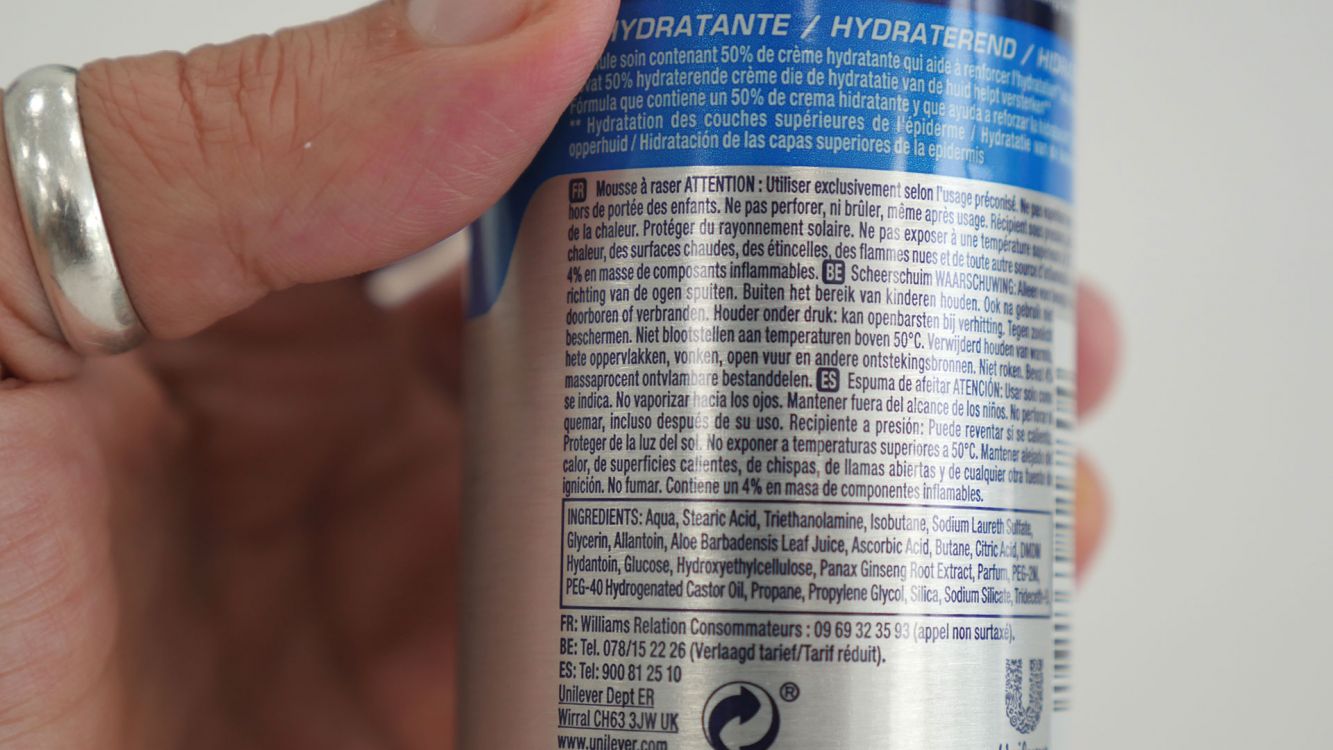 HYDRATANTE / HYDRATEREND /
soin contenant 50% de crème hydratante qui aide à renforcer l'hydratation
50% hydraterende crème die de hydratatie van de huid helpt versterken**
Fórmula que contiene un 50% de crema hidratante y que ayuda a reforzar la
** Hydratation des couches supérieures de l'épiderme / Hydratatie van de
opperhuid / Hidratación de las capas superiores de la epidermis
FR Mousse à raser ATTENTION : Utiliser exclusivement selon l'usage préconisé. Ne pas
hors de portée des enfants. Ne pas perforer, ni brûler, même après usage. Récipient sous
de la chaleur. Protéger du rayonnement solaire. Ne pas exposer à une température
chaleur, des surfaces chaudes, des étincelles, des flammes nues et de toute autre source
4% en masse de composants inflammables. BE Scheerschuim WAARSCHUWING: Alleen
richting van de ogen spuiten. Buiten het bereik van kinderen houden. Ook na gebruik
doorboren of verbranden. Houder onder druk: kan openbarsten bij verhitting. Tegen
beschermen. Niet blootstellen aan temperaturen boven 50°C. Verwijderd houden van warmte,
hete oppervlakken, vonken, open vuur en andere ontstekingsbronnen. Niet roken. Bevat 4%
massaprocent ontvlambare bestanddelen. ES Espuma de afeitar ATENCIÓN: Usar solo como
se indica. No vaporizar hacia los ojos. Mantener fuera del alcance de los niños. No perforar
quemar, incluso después de su uso. Recipiente a presión: Puede reventar si se calienta.
Proteger de la luz del sol. No exponer a temperaturas superiores a 50°C. Mantener alejado
calor, de superficies calientes, de chispas, de llamas abiertas y de cualquier otra fuente de
ignición. No fumar. Contiene un 4% en masa de componentes inflamables.
INGREDIENTS: Aqua, Stearic Acid, Triethanolamine, Isobutane, Sodium Laureth Sulfate,
Glycerin, Allantoin, Aloe Barbadensis Leaf Juice, Ascorbic Acid, Butane, Citric Acid, DMDM
Hydantoin, Glucose, Hydroxyethylcellulose, Panax Ginseng Root Extract, Parfum, PEG-2M,
PEG-40 Hydrogenated Castor Oil, Propane, Propylene Glycol, Silica, Sodium Silicate,
FR: Williams Relation Consommateurs : 09 69 32 35 93 (appel non surtaxé).
BE: Tel. 078/15 22 26 (Verlaagd tarief/Tarif réduit).
ES: Tel: 900 81 25 10
Unilever Dept ER
Wirral CH63 3JW UK
www.unilever.com
®